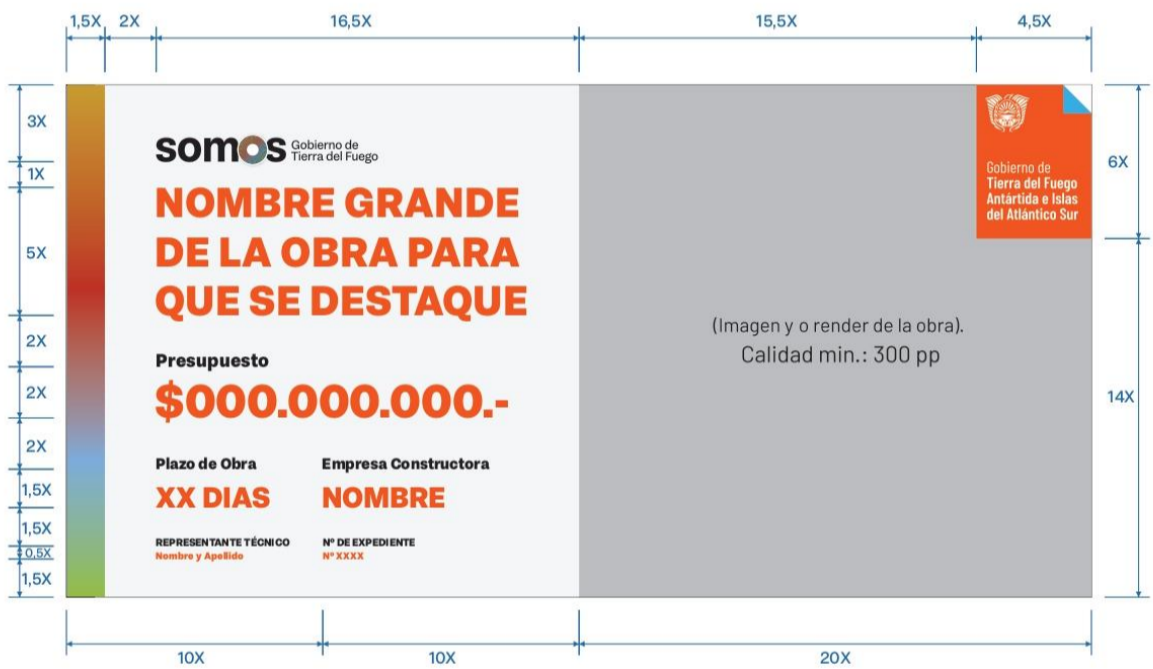 1,5X 2X 16,5X 15,5X 4,5X
3X
1X
5X
2X
2X
2X
1,5X
1,5X
0,5X
1,5X
somos Gobierno de
Tierra del Fuego
NOMBRE GRANDE
DE LA OBRA PARA
QUE SE DESTAQUE
Presupuesto
$000.000.000.-
Plazo de Obra
XX DIAS
Empresa Constructora
NOMBRE
REPRESENTANTE TÉCNICO
Nombre y Apellido
Nº DE EXPEDIENTE
Nº XXXX
(Imagen y o render de la obra).
Calidad min.: 300 pp
Gobierno de
Tierra del Fuego
Antártida e Islas
del Atlántico Sur
6X
14X
10X 10X 20X